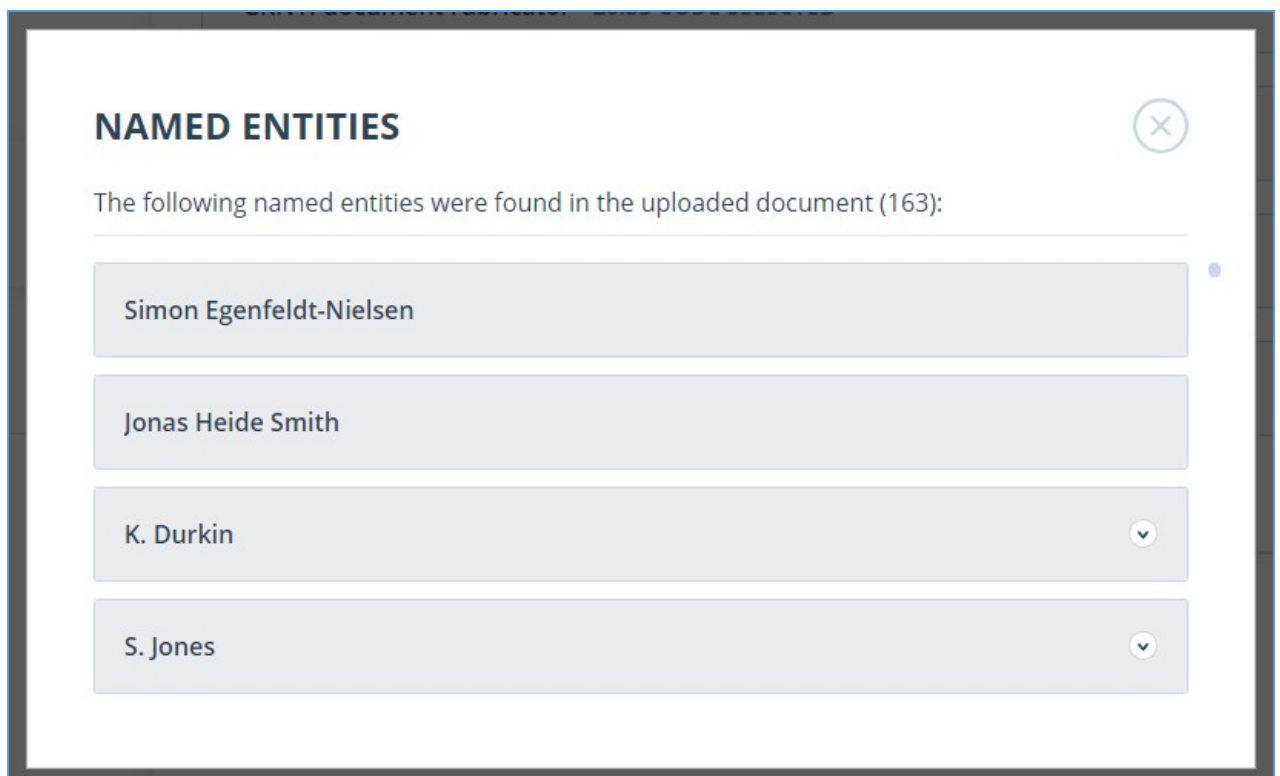 NAMED ENTITIES
The following named entities were found in the uploaded document (163):
Simon Egenfeldt-Nielsen
Jonas Heide Smith
K. Durkin
S. Jones